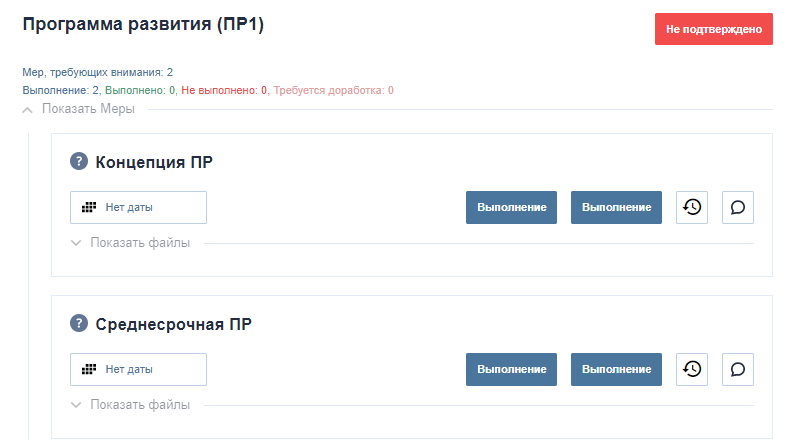 Программа развития (ПР1)
Не подтверждено
Мер, требующих внимания: 2
Выполнение: 2, Выполнено: 0, Не выполнено: 0, Требуется доработка: 0
Показать Меры
? Концепция ПР
Нет даты
Выполнение
Выполнение
Показать файлы
? Среднесрочная ПР
Нет даты
Выполнение
Выполнение
Показать файлы